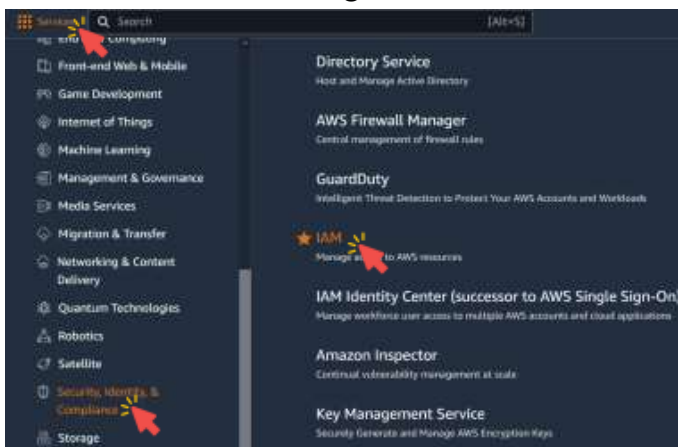 Services
Search
[Alt+S]
End User Computing
Front-end Web & Mobile
Game Development
Internet of Things
Machine Learning
Management & Governance
Media Services
Migration & Transfer
Networking & Content
Delivery
Quantum Technologies
Robotics
Satellite
Security, Identity, &
Compliance
Storage
Directory Service
Host and Manage Active Directory
AWS Firewall Manager
Central management of firewall rules
GuardDuty
Intelligent Threat Detection to Protect Your AWS Accounts and Workloads
IAM
Manage to AWS resources
IAM Identity Center (successor to AWS Single Sign-On)
Manage workforce user access to multiple AWS accounts and cloud applications
Amazon Inspector
Continual vulnerability management at scale
Key Management Service
Securely Generate and Manage AWS Encryption Keys